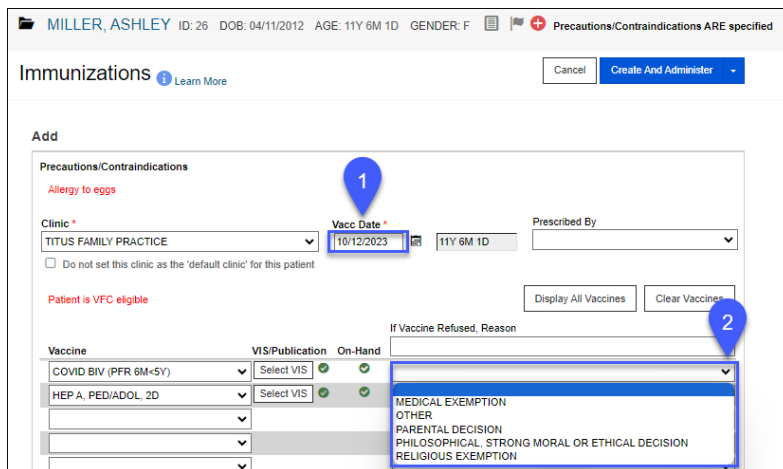 MILLER, ASHLEY ID: 26 DOB: 04/11/2012 AGE: 11Y 6M 1D GENDER: F Precautions/Contraindications ARE specified
Immunizations Learn More Cancel Create And Administer
Add
Precautions/Contraindications
Allergy to eggs
1
Clinic * Vacc Date * Prescribed By
TITUS FAMILY PRACTICE 10/12/2023 11Y 6M 1D
Do not set this clinic as the 'default clinic' for this patient
Patient is VFC eligible Display All Vaccines Clear Vaccines
2
If Vaccine Refused, Reason
Vaccine VIS/Publication On-Hand
COVID BIV (PFR 6M<5Y) Select VIS
HEP A, PED/ADOL, 2D Select VIS
MEDICAL EXEMPTION
OTHER
PARENTAL DECISION
PHILOSOPHICAL, STRONG MORAL OR ETHICAL DECISION
RELIGIOUS EXEMPTION